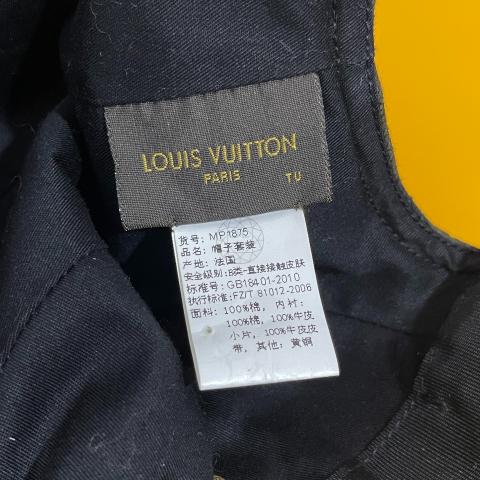 LOUIS VUITTON
PARIS TU
货号: MP1875
品名: 帽子套装
产地: 法国
安全级别:B类-直接接触皮肤
标准号:GB18401-2010
执行标准:FZ/T 81012-2006
面料: 100%棉, 内衬:
100%棉, 100%牛皮
小片, 100%牛皮皮
带, 其他: 黄铜